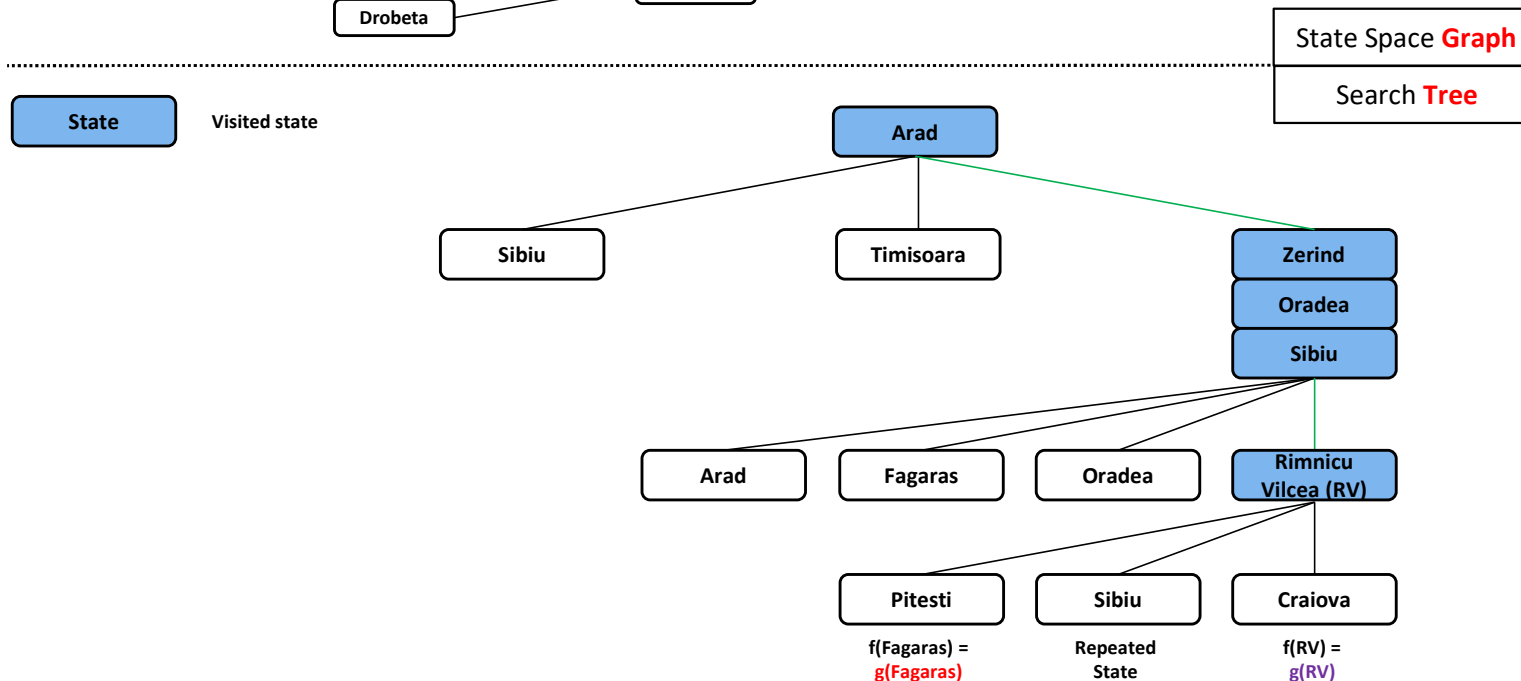 Drobeta
State Space Graph
Search Tree
State
Visited state
Arad
Sibiu
Timisoara
Zerind
Oradea
Sibiu
Arad
Fagaras
Oradea
Rimnicu
Vilcea (RV)
Pitesti
Sibiu
Craiova
f(Fagaras) =
g(Fagaras)
Repeated
State
f(RV) =
g(RV)